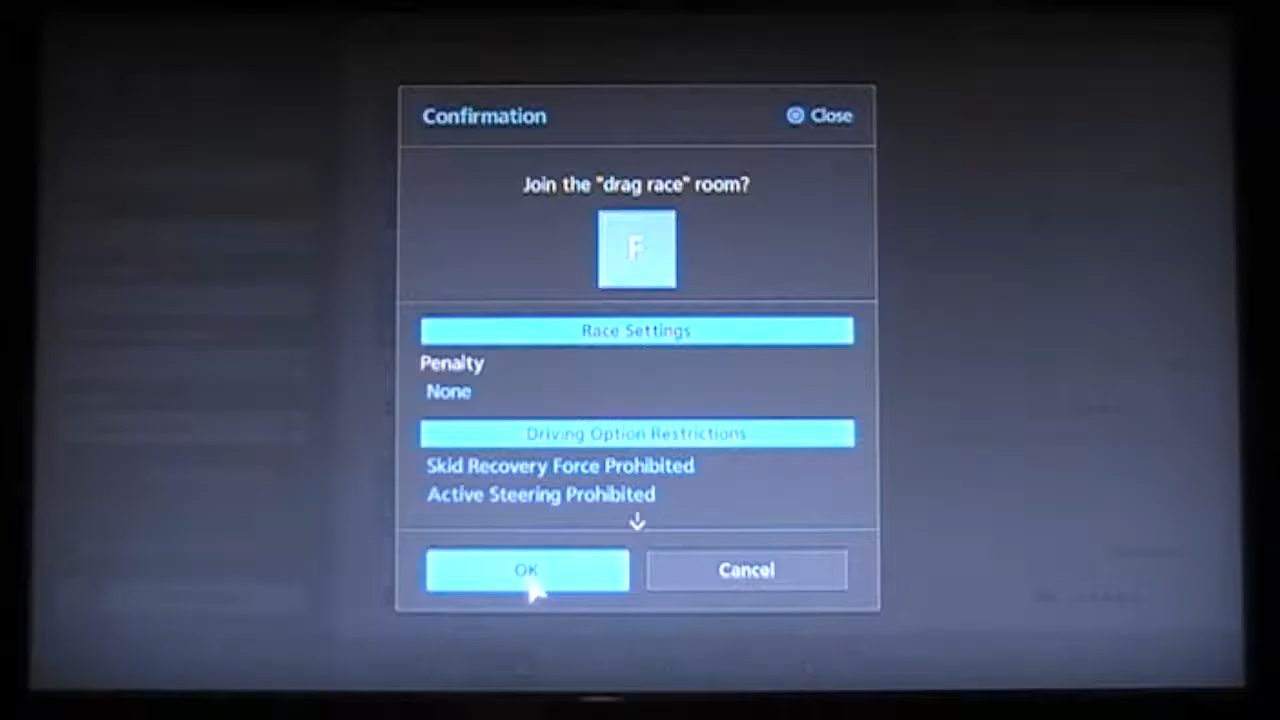 Confirmation
Close
Join the "drag race" room?
F
Race Settings
Penalty
None
Driving Option Restrictions
Skid Recovery Force Prohibited
Active Steering Prohibited
OK
Cancel